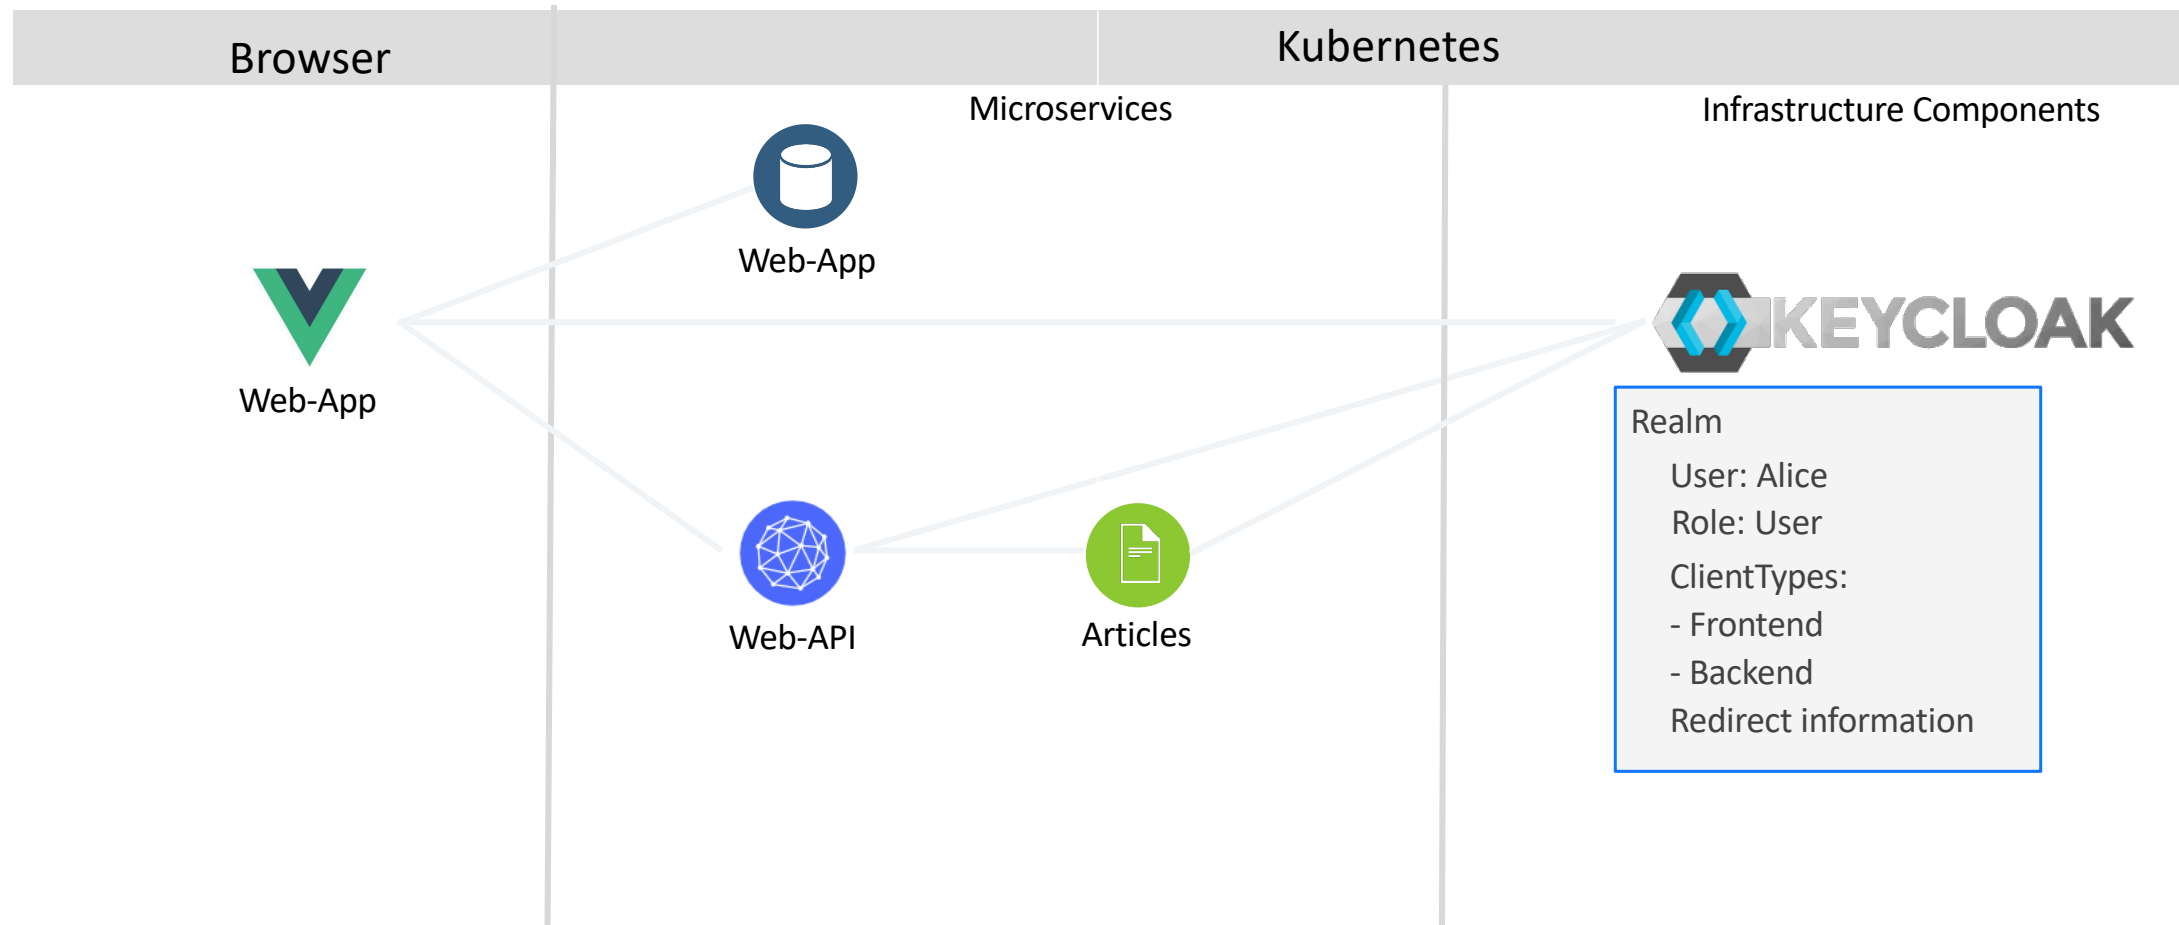 Browser
Kubernetes
Microservices
Infrastructure Components
Web-App
Web-App
KEYCLOAK
Realm
User: Alice
Role: User
ClientTypes:
- Frontend
- Backend
Redirect information
Web-API
Articles